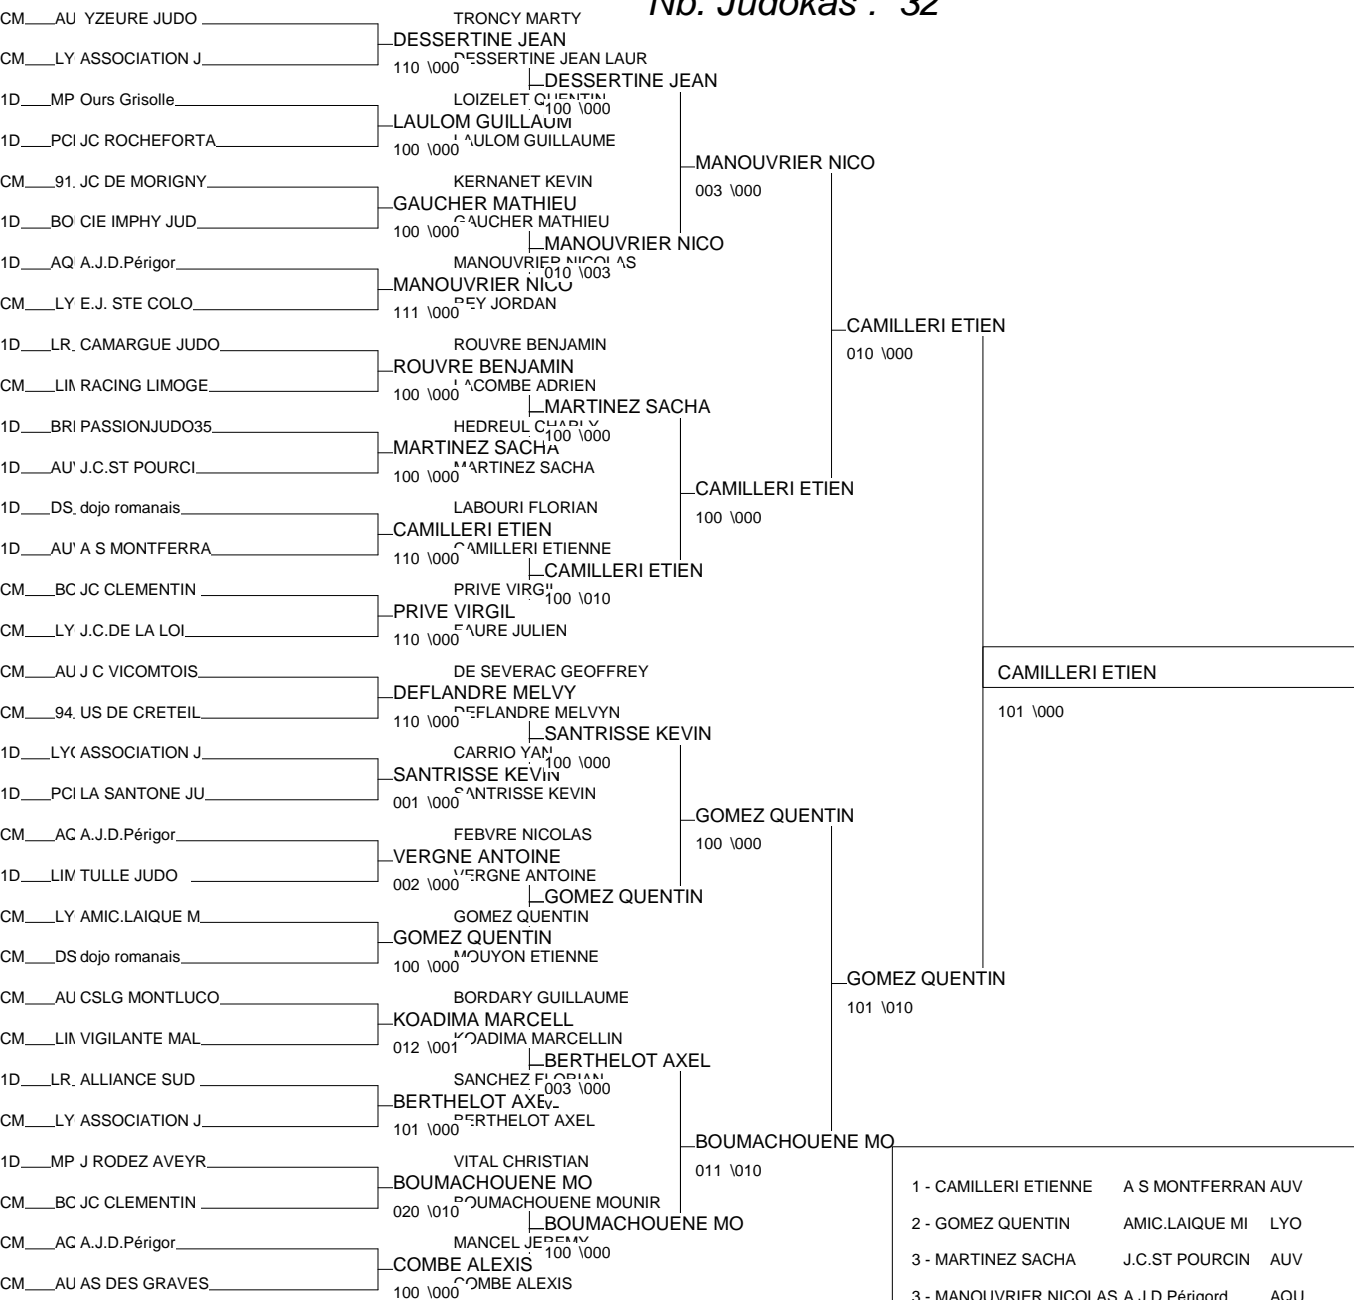 Nb. Judokas : 32
CM AU YZEURE JUDO TRONCY MARTY
DESSERTINE JEAN
CM LY ASSOCIATION J DESSERTINE JEAN LAUR
110 \000
DESSERTINE JEAN
1D MP Ours Grisolle LOIZELET QUENTIN
100 \000
LAULOM GUILLAUM
1D PC JC ROCHEFORTA LAULOM GUILLAUME
100 \000
MANOUVRIER NICO
003 \000
CM 91 JC DE MORIGNY KERNANET KEVIN
GAUCHER MATHIEU
1D BO CIE IMPHY JUD GAUCHER MATHIEU
100 \000
MANOUVRIER NICO
1D AQ A.J.D.Périgor MANOUVRIER NICOLAS
010 \003
MANOUVRIER NICO
CM LY E.J. STE COLO REY JORDAN
111 \000
CAMILLERI ETIEN
010 \000
1D LR CAMARGUE JUDO ROUVRE BENJAMIN
ROUVRE BENJAMIN
CM LIM RACING LIMOGE LACOMBE ADRIEN
100 \000
MARTINEZ SACHA
1D BR PASSIONJUDO35 HEDREUL CHARLY
100 \000
MARTINEZ SACHA
1D AU J.C.ST POURCI MARTINEZ SACHA
100 \000
CAMILLERI ETIEN
100 \000
1D DS dojo romanais LABOURI FLORIAN
CAMILLERI ETIEN
1D AU A S MONTFERRA CAMILLERI ETIENNE
110 \000
CAMILLERI ETIEN
CM BO JC CLEMENTIN PRIVE VIRGIL
100 \010
PRIVE VIRGIL
CM LY J.C.DE LA LOI FAURE JULIEN
110 \000
CAMILLERI ETIEN
101 \000
CM AU J C VICOMTOIS DE SEVERAC GEOFFREY
DEFLANDRE MELVY
CM 94 US DE CRETEIL DEFLANDRE MELVYN
110 \000
SANTRISSE KEVIN
1D LY ASSOCIATION J CARRIO YAN
100 \000
SANTRISSE KEVIN
1D PC LA SANTONE JU SANTRISSE KEVIN
001 \000
GOMEZ QUENTIN
100 \000
CM AQ A.J.D.Périgor FEBVRE NICOLAS
VERGNE ANTOINE
1D LIM TULLE JUDO VERGNE ANTOINE
002 \000
GOMEZ QUENTIN
CM LY AMIC.LAIQUE M GOMEZ QUENTIN
GOMEZ QUENTIN
CM DS dojo romanais MOUYON ETIENNE
100 \000
GOMEZ QUENTIN
101 \010
CM AU CSLG MONTLUCO BORDARY GUILLAUME
KOADIMA MARCELL
CM LIM VIGILANTE MAL KOADIMA MARCELLIN
012 \001
BERTHELOT AXEL
1D LR ALLIANCE SUD SANCHEZ FLORIAN
003 \000
BERTHELOT AXEL
CM LY ASSOCIATION J BERTHELOT AXEL
101 \000
BOUMACHOUENE MO
011 \010
1D MP J RODEZ AVEYR VITAL CHRISTIAN
BOUMACHOUENE MO
CM BO JC CLEMENTIN BOUMACHOUENE MOUNIR
020 \010
BOUMACHOUENE MO
CM AQ A.J.D.Périgor MANCEL JEREMY
100 \000
COMBE ALEXIS
CM AU AS DES GRAVES COMBE ALEXIS
100 \000
1 - CAMILLERI ETIENNE A S MONTFERRAN AUV
2 - GOMEZ QUENTIN AMIC.LAIQUE MI LYO
3 - MARTINEZ SACHA J.C.ST POURCIN AUV
3 - MANOUVRIER NICOLAS A.J.D.Périgord AQU